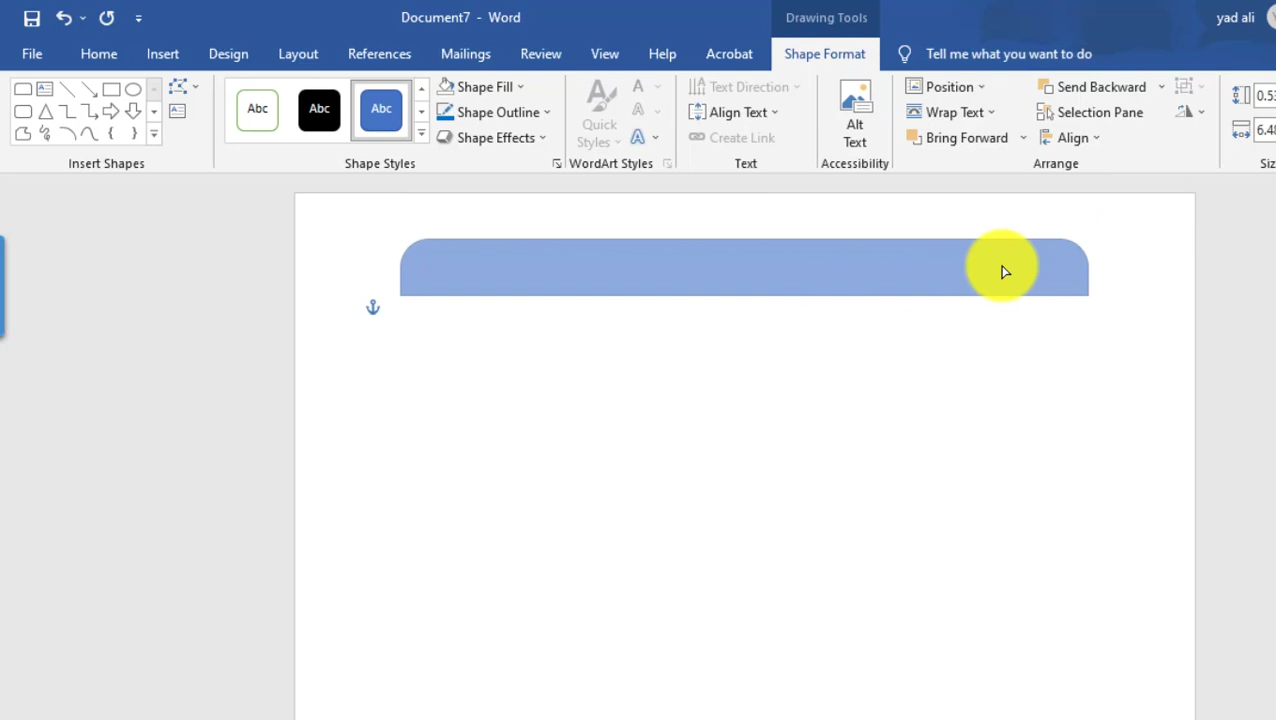 Document7 - Word
Drawing Tools
yad ali
File
Home
Insert
Design
Layout
References
Mailings
Review
View
Help
Acrobat
Shape Format
Tell me what you want to do
Abc
Abc
Abc
Shape Fill
Shape Outline
Shape Effects
A
Quick
Styles
A
A
A
Text Direction
Align Text
Create Link
Alt
Text
Position
Wrap Text
Bring Forward
Send Backward
Selection Pane
Align
Insert Shapes
Shape Styles
WordArt Styles
Text
Accessibility
Arrange